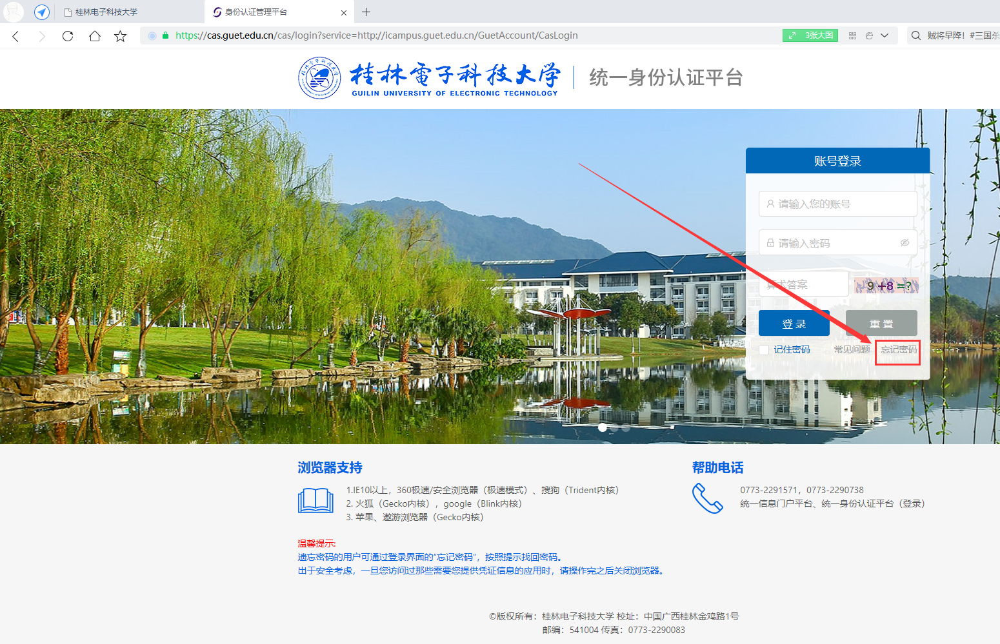 桂林电子科技大学
身份认证管理平台
https://cas.guet.edu.cn/cas/login?service=http://icampus.guet.edu.cn/GuetAccount/CasLogin
3张大图
贼将早降！#三国杀
桂林電子科技大学
GUILIN UNIVERSITY OF ELECTRONIC TECHNOLOGY
统一身份认证平台
账号登录
请输入您的账号
请输入密码
算术答案
9 +8 =?
登 录
重 置
记住密码
常见问题
忘记密码
浏览器支持
1.IE10以上，360极速/安全浏览器（极速模式）、搜狗（Trident内核）
2. 火狐（Gecko内核），google（Blink内核）
3. 苹果、遨游浏览器（Gecko内核）
帮助电话
0773-2291571，0773-2290738
统一信息门户平台、统一身份认证平台（登录）
温馨提示:
遗忘密码的用户可通过登录界面的“忘记密码”，按照提示找回密码。
出于安全考虑，一旦您访问过那些需要您提供凭证信息的应用时，请操作完之后关闭浏览器。
©版权所有：桂林电子科技大学 校址：中国广西桂林金鸡路1号
邮编：541004 传真：0773-2290083